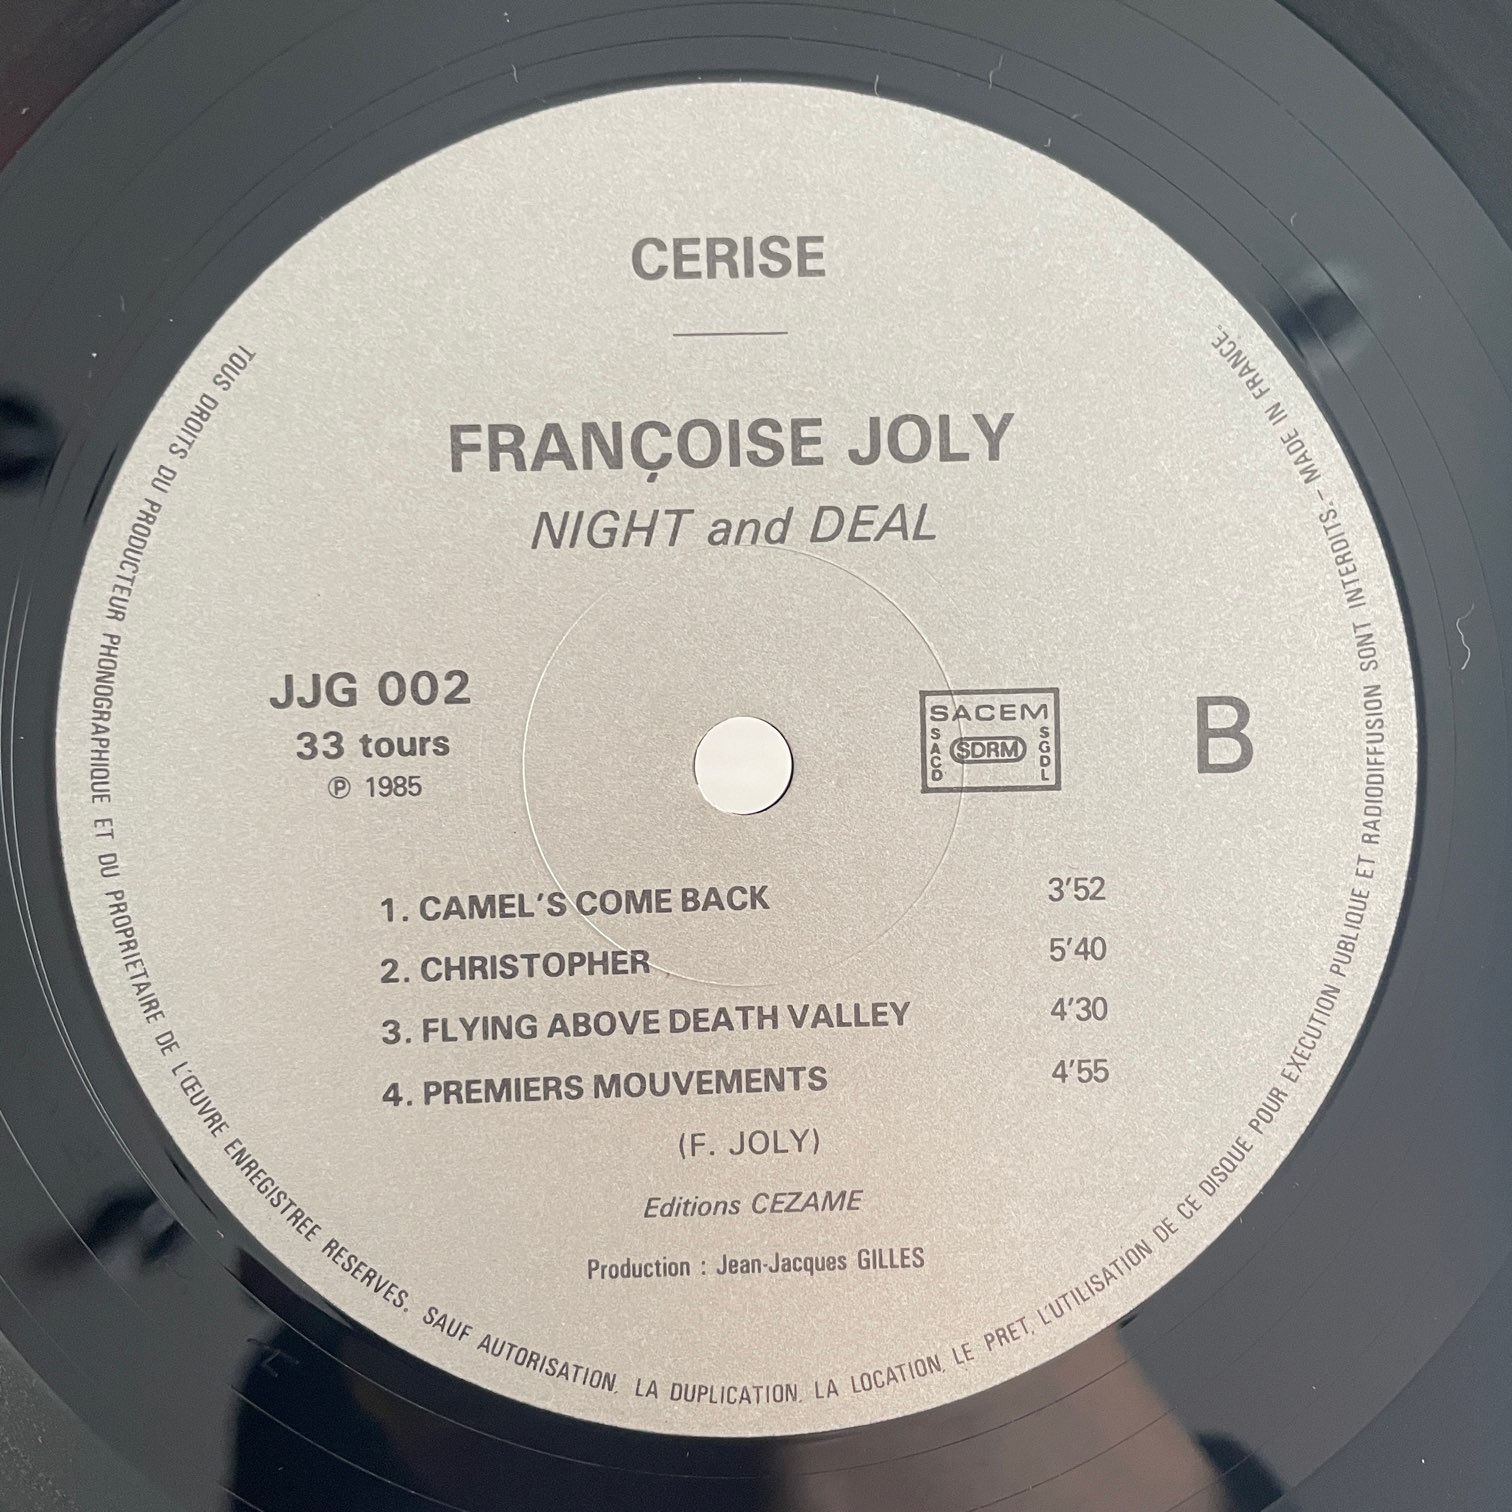 CERISE
FRANÇOISE JOLY
NIGHT and DEAL
JJG 002
33 tours
℗ 1985
SACEM
SACD
SDRM
SGDL
B
1. CAMEL'S COME BACK 3'52
2. CHRISTOPHER 5'40
3. FLYING ABOVE DEATH VALLEY 4'30
4. PREMIERS MOUVEMENTS 4'55
(F. JOLY)
Editions CEZAME
Production : Jean-Jacques GILLES
TOUS DROITS DU PRODUCTEUR PHONOGRAPHIQUE ET DU PROPRIETAIRE DE L'ŒUVRE ENREGISTREE RESERVES. SAUF AUTORISATION, LA DUPLICATION, LA LOCATION, LE PRET, L'UTILISATION DE CE DISQUE POUR EXECUTION PUBLIQUE ET RADIODIFFUSION SONT INTERDITS. – MADE IN FRANCE.